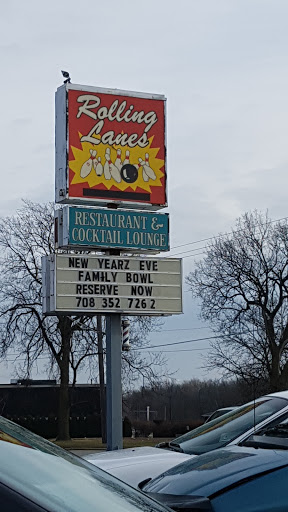 Rolling
Lanes
RESTAURANT &
COCKTAIL LOUNGE
NEW YEARZ EVE
FAMILY BOWL
RESERVE NOW
708 352 726 2